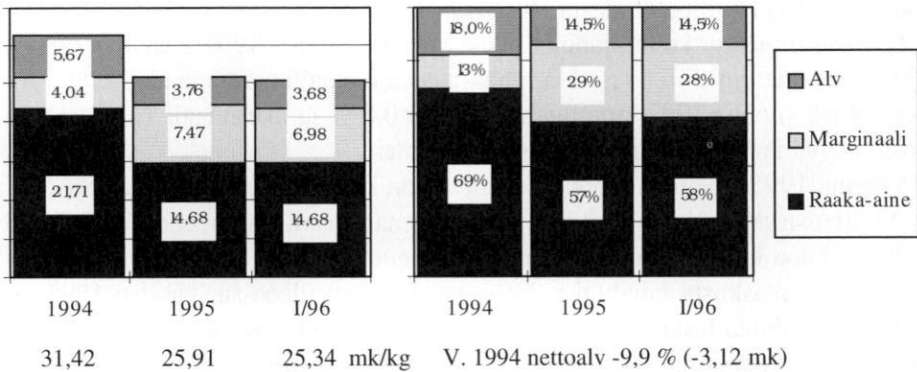 5,67 3,76 3,68
4,04 7,47 6,98
21,71 14,68 14,68
1994 1995 I/96
31,42 25,91 25,34 mk/kg
18,0% 14,5% 14,5%
13% 29% 28%
69% 57% 58%
1994 1995 I/96
V. 1994 nettoalv -9,9 % (-3,12 mk)
Alv
Marginaali
Raaka-aine